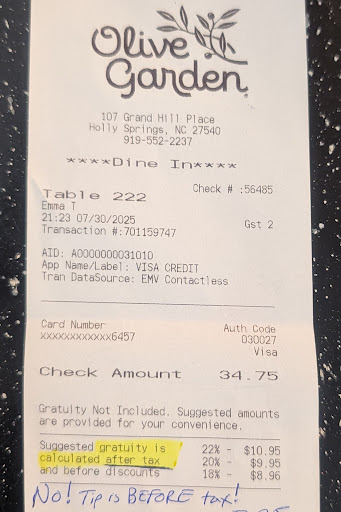 Olive
Garden
107 Grand Hill Place
Holly Springs, NC 27540
919-552-2237
****Dine In****
Check # :56485
Table 222
Emma T
21:23 07/30/2025
Gst 2
Transaction #:701159747
AID: A0000000031010
App Name/Label: VISA CREDIT
Tran DataSource: EMV Contactless
Card Number Auth Code
xxxxxxxxxxxx6457 030027
Visa
Check Amount 34.75
Gratuity Not Included. Suggested amounts
are provided for your convenience.
Suggested gratuity is 22% - $10.95
calculated after tax 20% - $9.95
and before discounts 18% - $8.96
No! Tip is BEFORE tax!